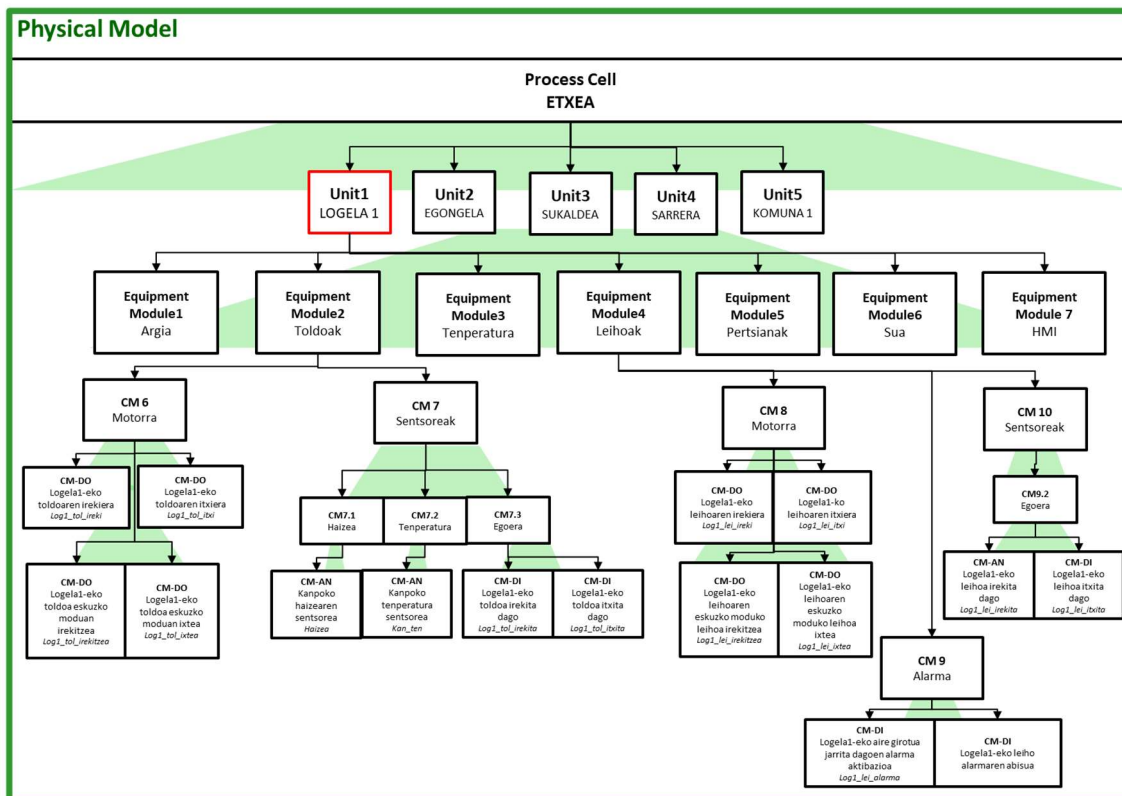 Physical Model
Process Cell
ETXEA
Unit1
LOGELA 1
Unit2
EGONGELA
Unit3
SUKALDEA
Unit4
SARRERA
Unit5
KOMUNA 1
Equipment
Module1
Argia
Equipment
Module2
Toldoak
Equipment
Module3
Tenperatura
Equipment
Module4
Leihoak
Equipment
Module5
Pertsianak
Equipment
Module6
Sua
Equipment
Module 7
HMI
CM 6
Motorra
CM 7
Sentsoreak
CM 8
Motorra
CM 10
Sentsoreak
CM-DO
Logela1-eko
toldoaren irekiera
Log1_tol_ireki
CM-DO
Logela1-eko
toldoaren itxiera
Log1_tol_itxi
CM-DO
Logela1-eko
toldoa eskuzko
moduan
irekitzea
Log1_tol_irekitzea
CM-DO
Logela1-eko
toldoa eskuzko
moduan ixtea
Log1_tol_ixtea
CM7.1
Haizea
CM7.2
Tenperatura
CM7.3
Egoera
CM-AN
Kanpoko
haizearen
sentsorea
Haizea
CM-AN
Kanpoko
tenperatura
sentsorea
Kan_ten
CM-DI
Logela1-eko
toldoa irekita
dago
Log1_tol_irekita
CM-DI
Logela1-eko
toldoa itxita
dago
Log1_tol_itxita
CM-DO
Logela1-eko
leihoaren irekiera
Log1_lei_ireki
CM-DO
Logela1-ko
leihoaren itxiera
Log1_lei_itxi
CM-DO
Logela1-eko
leihoaren
eskuzko moduko
leihoa irekitzea
Log1_lei_irekitzea
CM-DO
Logela1-eko
leihoaren
eskuzko
moduko leihoa
ixtea
Log1_lei_ixtea
CM9.2
Egoera
CM-AN
Logela1-eko
leihoa irekita
dago
Log1_lei_irekita
CM-DI
Logela1-eko
leihoa itxita
dago
Log1_lei_itxita
CM 9
Alarma
CM-DI
Logela1-eko aire girotua
jarrita dagoen alarma
aktibazioa
Log1_lei_alarma
CM-DI
Logela1-eko leiho
alarmaren abisua